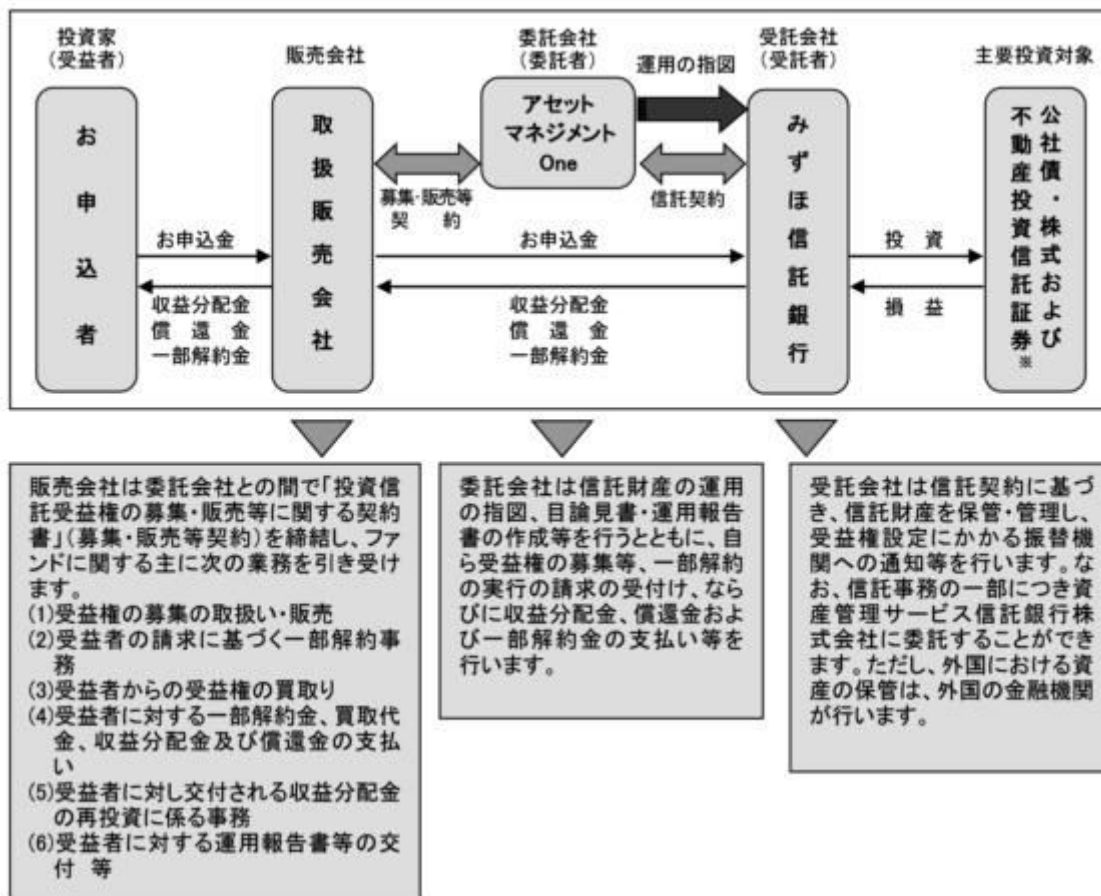 投資家
(受益者)
販売会社
委託会社
(委託者)
運用の指図
受託会社
(受託者)
主要投資対象
お申込者
取扱販売会社
アセット
マネジメント
One
みずほ信託銀行
公社債・株式および
不動産投資信託証券※
募集・販売等
契 約
信託契約
お申込金
収益分配金
償 還 金
一部解約金
お申込金
収益分配金
償 還 金
一部解約金
投 資
損 益
販売会社は委託会社との間で「投資信
託受益権の募集・販売等に関する契約
書」(募集・販売等契約)を締結し、ファ
ンドに関する主に次の業務を引き受け
ます。
(1)受益権の募集の取扱い・販売
(2)受益者の請求に基づく一部解約事
務
(3)受益者からの受益権の買取り
(4)受益者に対する一部解約金、買取代
金、収益分配金及び償還金の支払
い
(5)受益者に対し交付される収益分配金
の再投資に係る事務
(6)受益者に対する運用報告書等の交
付 等
委託会社は信託財産の運用
の指図、目論見書・運用報告
書の作成等を行うとともに、自
ら受益権の募集等、一部解約
の実行の請求の受付け、なら
びに収益分配金、償還金およ
び一部解約金の支払い等を
行います。
受託会社は信託契約に基づ
き、信託財産を保管・管理し、
受益権設定にかかる振替機
関への通知等を行います。な
お、信託事務の一部につき資
産管理サービス信託銀行株
式会社に委託することができ
ます。ただし、外国における資
産の保管は、外国の金融機関
が行います。